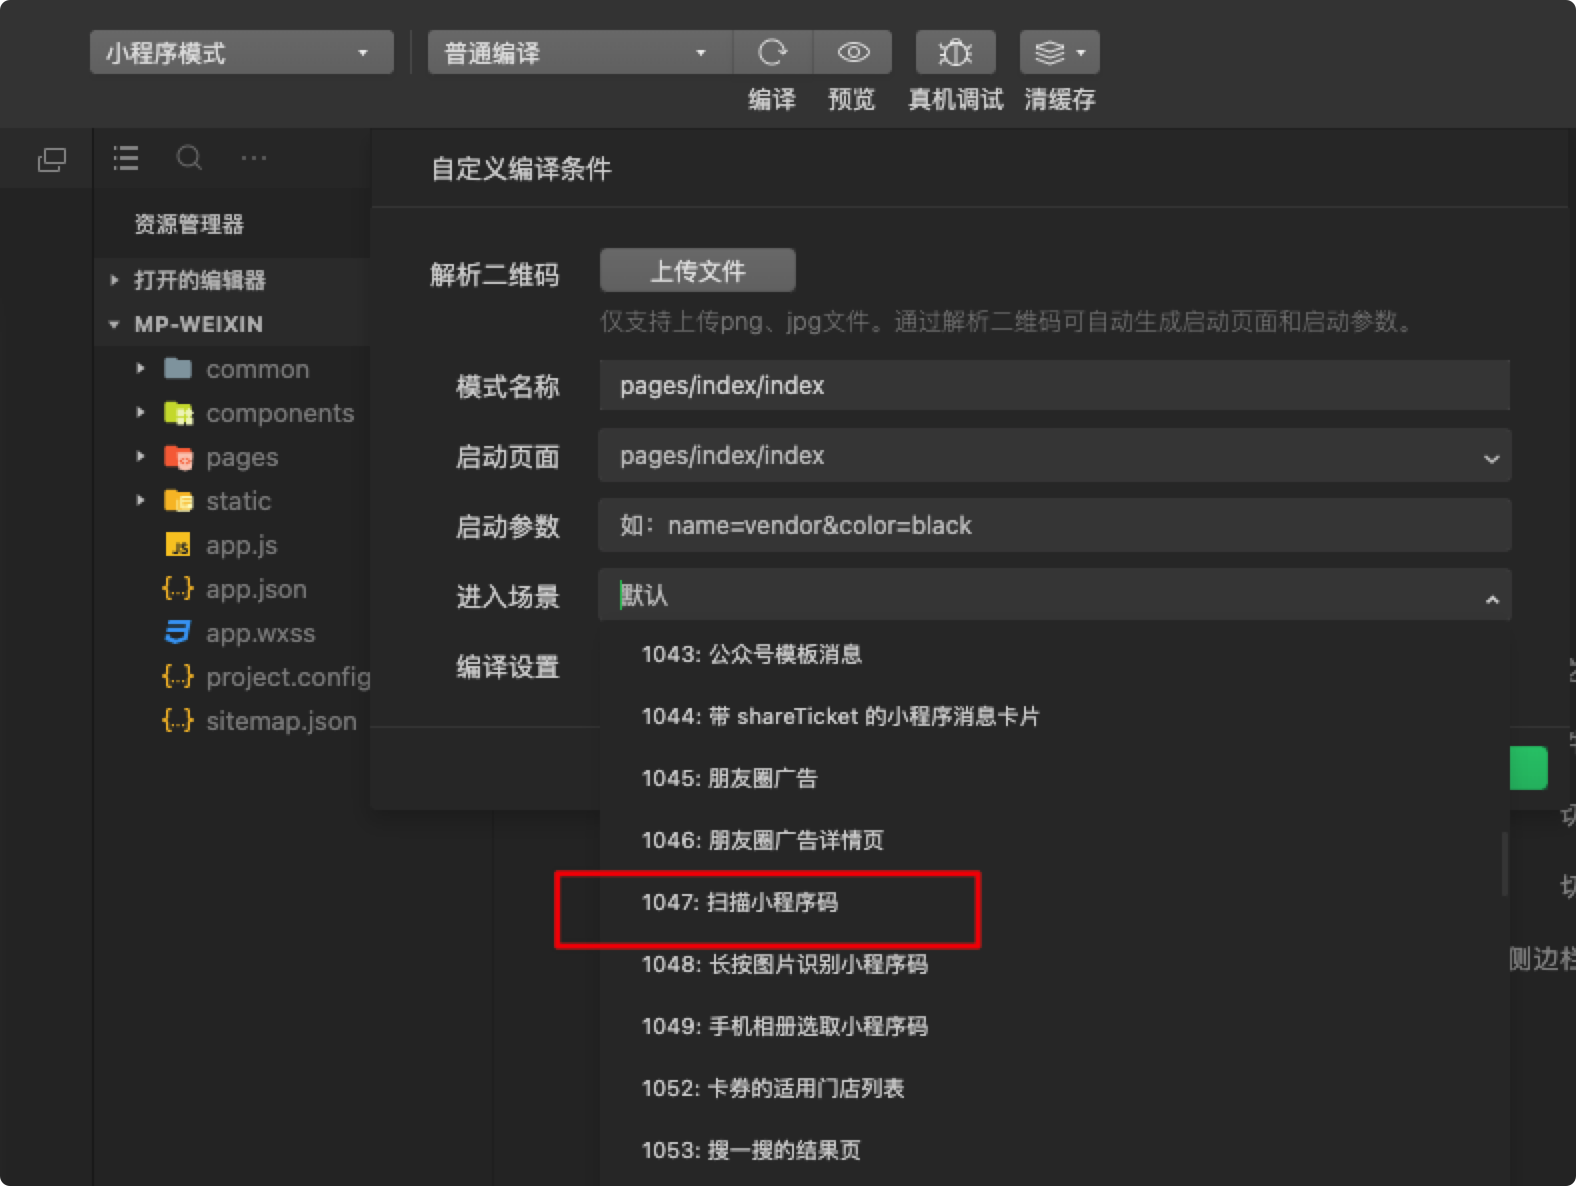 小程序模式
普通编译
编译
预览
真机调试
清缓存
自定义编译条件
资源管理器
打开的编辑器
MP-WEIXIN
common
components
pages
static
app.js
app.json
app.wxss
project.config
sitemap.json
解析二维码
上传文件
仅支持上传png、jpg文件。通过解析二维码可自动生成启动页面和启动参数。
模式名称
pages/index/index
启动页面
pages/index/index
启动参数
如：name=vendor&color=black
进入场景
默认
编译设置
1043: 公众号模板消息
1044: 带 shareTicket 的小程序消息卡片
1045: 朋友圈广告
1046: 朋友圈广告详情页
1047: 扫描小程序码
1048: 长按图片识别小程序码
1049: 手机相册选取小程序码
1052: 卡券的适用门店列表
1053: 搜一搜的结果页
切
切
侧边栏